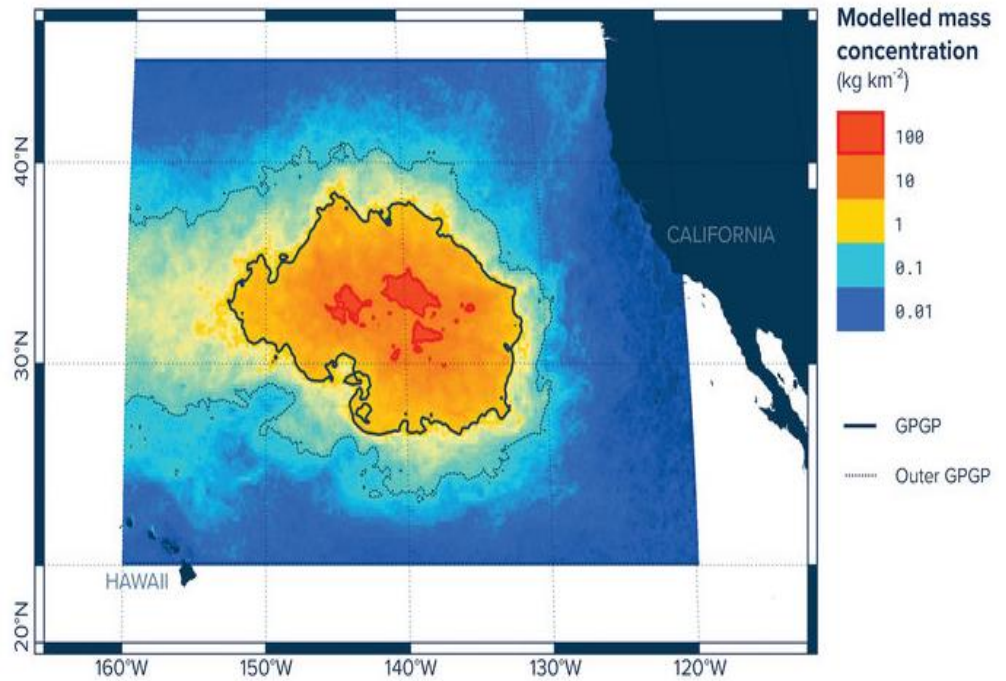 Modelled mass
concentration
(kg km⁻²)
100
10
1
0.1
0.01
GPGP
Outer GPGP
40°N
30°N
20°N
CALIFORNIA
HAWAII
160°W
150°W
140°W
130°W
120°W